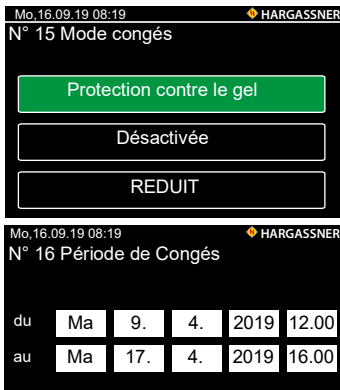 Mo,16.09.19 08:19 HARGASSNER
N° 15 Mode congés
Protection contre le gel
Désactivée
REDUIT
Mo,16.09.19 08:19 HARGASSNER
N° 16 Période de Congés
du Ma 9. 4. 2019 12.00
au Ma 17. 4. 2019 16.00